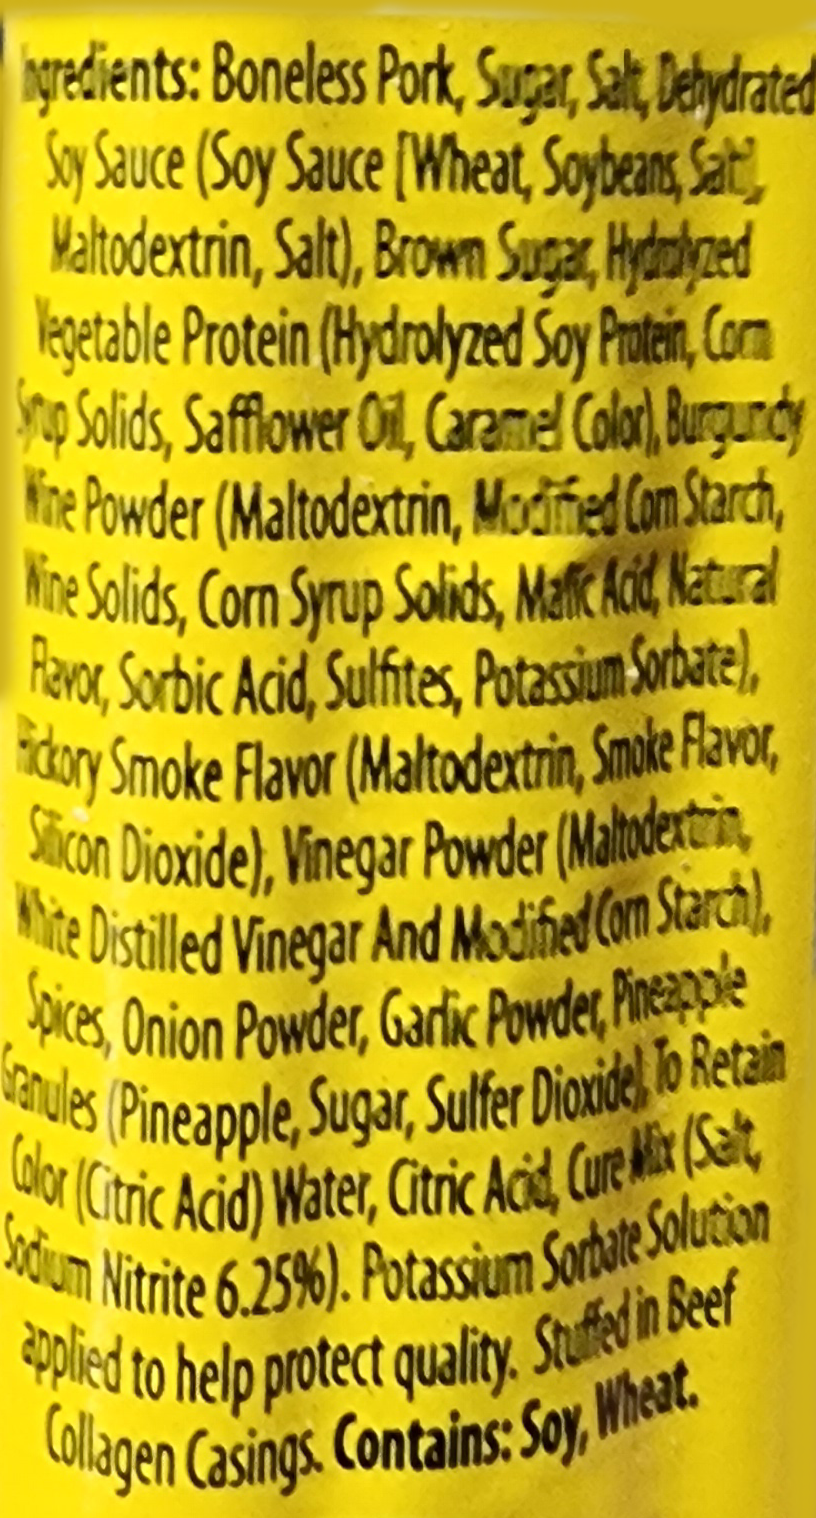 Ingredients: Boneless Pork, Sugar, Salt, Dehydrated
Soy Sauce (Soy Sauce [Wheat, Soybeans, Salt],
Maltodextrin, Salt), Brown Sugar, Hydrolyzed
Vegetable Protein (Hydrolyzed Soy Protein, Corn
Syrup Solids, Safflower Oil, Caramel Color), Burgundy
Wine Powder (Maltodextrin, Modified Corn Starch,
Wine Solids, Corn Syrup Solids, Malic Acid, Natural
Flavor, Sorbic Acid, Sulfites, Potassium Sorbate),
Hickory Smoke Flavor (Maltodextrin, Smoke Flavor,
Silicon Dioxide), Vinegar Powder (Maltodextrin,
White Distilled Vinegar And Modified Corn Starch),
Spices, Onion Powder, Garlic Powder, Pineapple
Granules (Pineapple, Sugar, Sulfer Dioxide), To Retain
Color (Citric Acid) Water, Citric Acid, Cure Mix (Salt,
Sodium Nitrite 6.25%). Potassium Sorbate Solution
applied to help protect quality. Stuffed in Beef
Collagen Casings. Contains: Soy, Wheat.